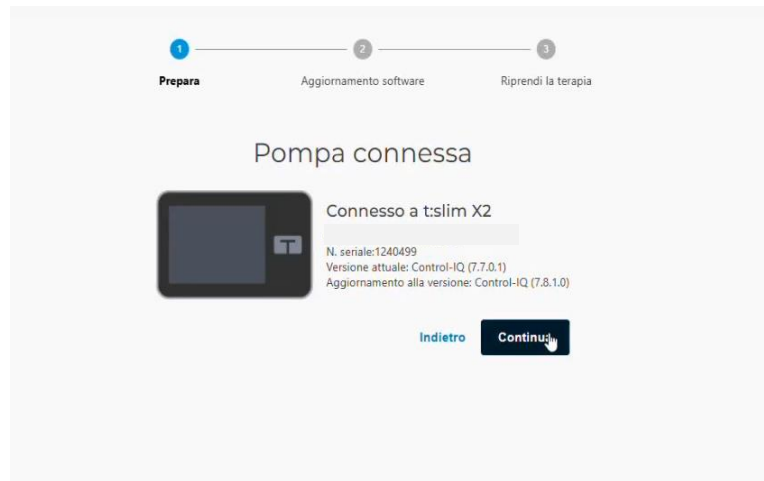 1
2
3
Prepara
Aggiornamento software
Riprendi la terapia
Pompa connessa
Connesso a t:slim X2
N. seriale:1240499
Versione attuale: Control-IQ (7.7.0.1)
Aggiornamento alla versione: Control-IQ (7.8.1.0)
Indietro
Continua